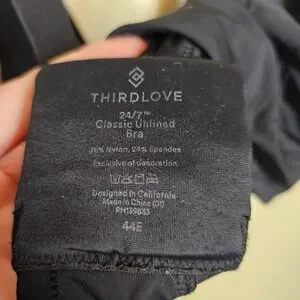 THIRDLOVE
24/7™
Classic Unlined
Bra
76% Nylon, 24% Spandex
Exclusive of decoration
Designed in California
Made in China (01)
44E